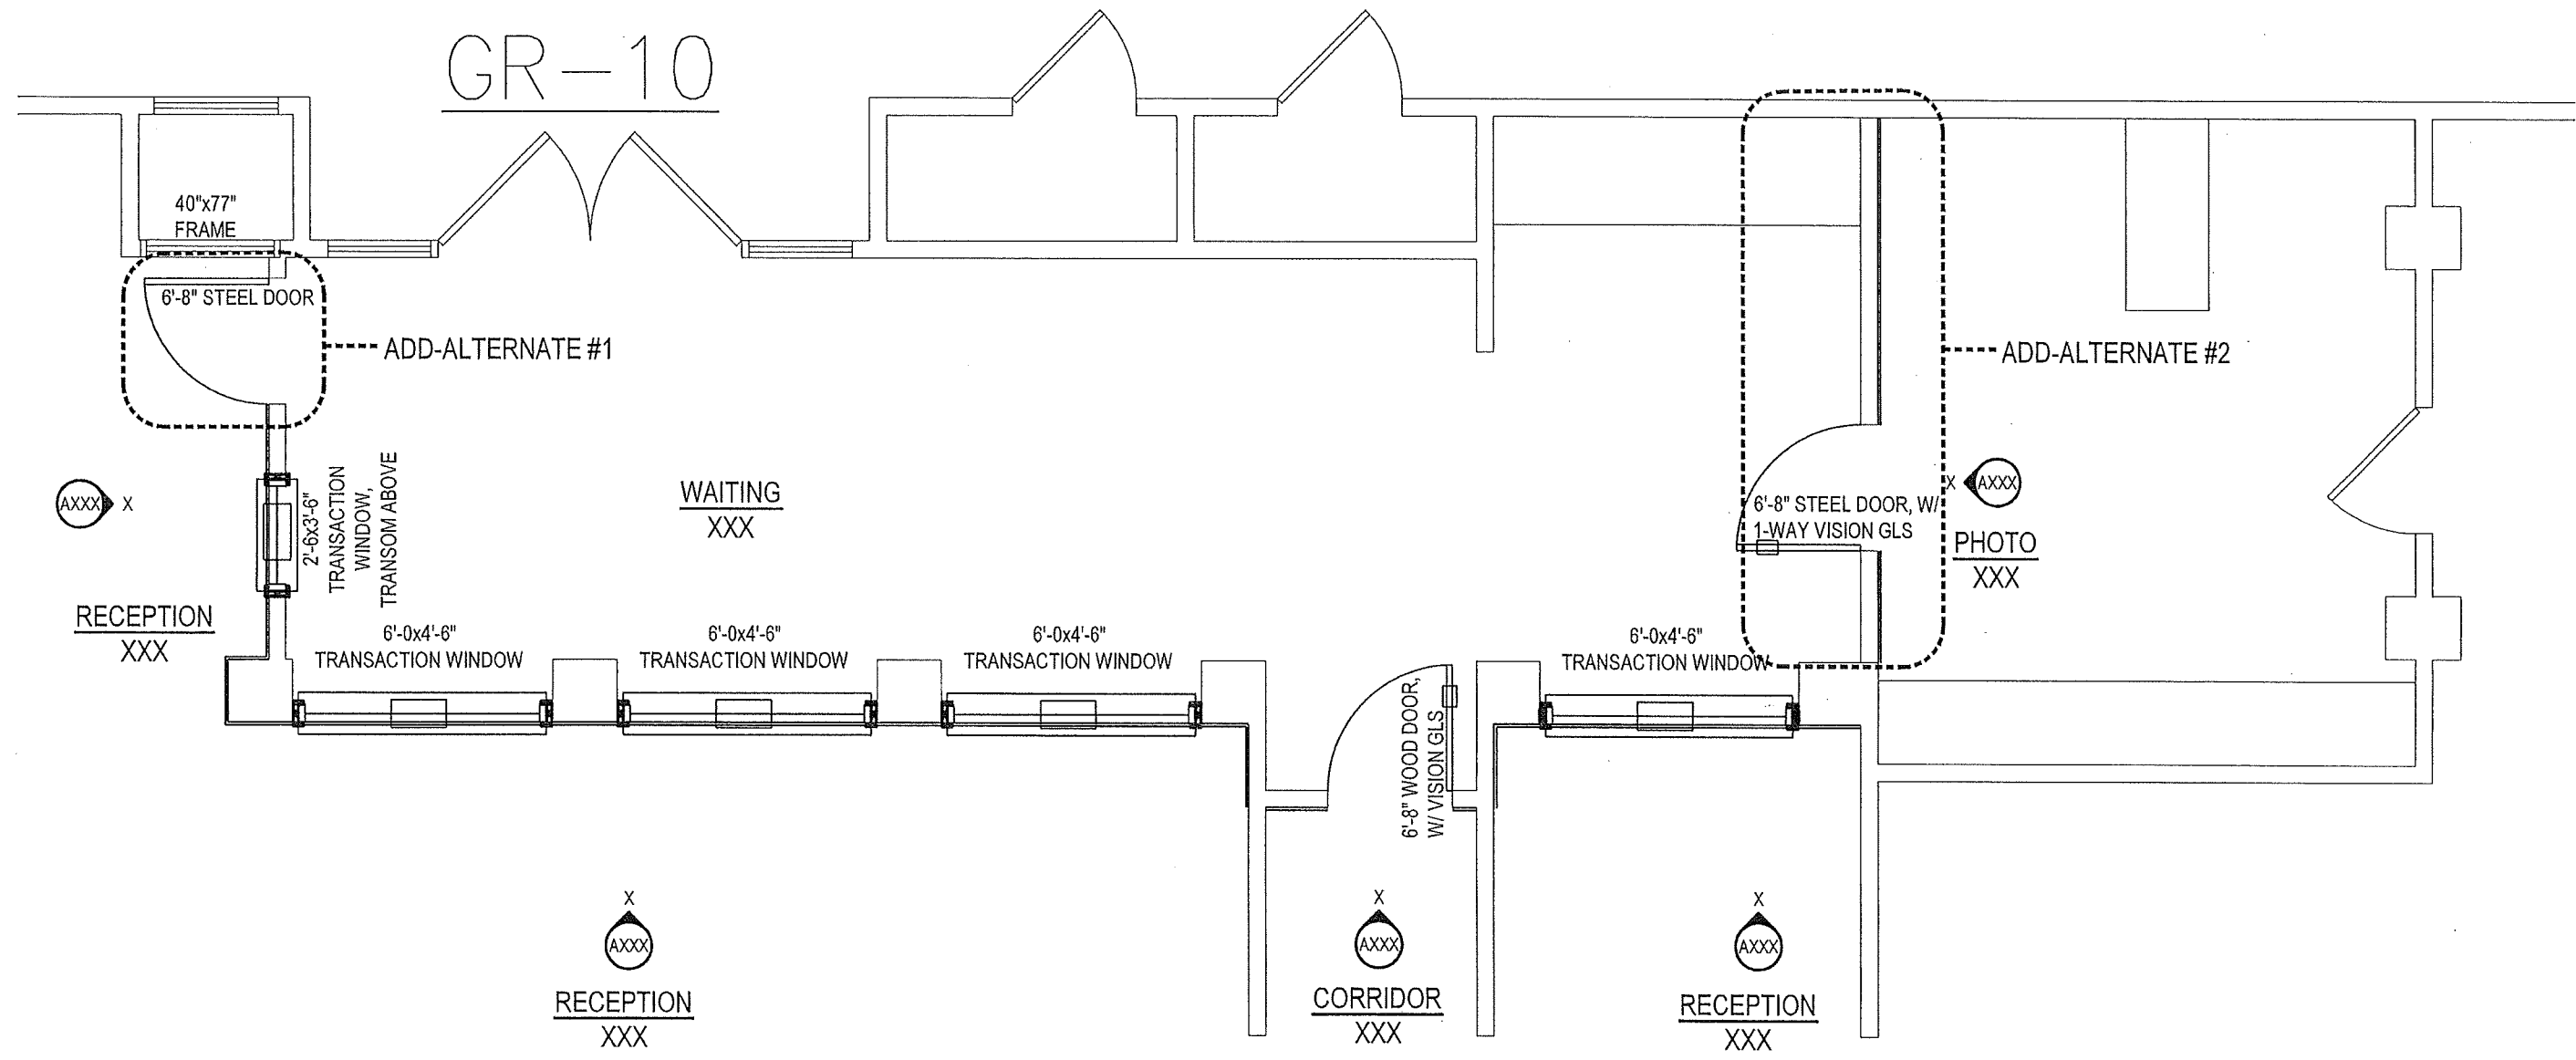 GR-10
40"x77"
FRAME
6'-8" STEEL DOOR
ADD-ALTERNATE #1
ADD-ALTERNATE #2
AXXX
X
2'-6x3'-6"
TRANSACTION
WINDOW,
TRANSOM ABOVE
WAITING
XXX
6'-8" STEEL DOOR, W/
1-WAY VISION GLS
X
AXXX
PHOTO
XXX
RECEPTION
XXX
6'-0x4'-6"
TRANSACTION WINDOW
6'-0x4'-6"
TRANSACTION WINDOW
6'-0x4'-6"
TRANSACTION WINDOW
6'-0x4'-6"
TRANSACTION WINDOW
6'-8" WOOD DOOR,
W/ VISION GLS
X
AXXX
RECEPTION
XXX
X
AXXX
CORRIDOR
XXX
X
AXXX
RECEPTION
XXX